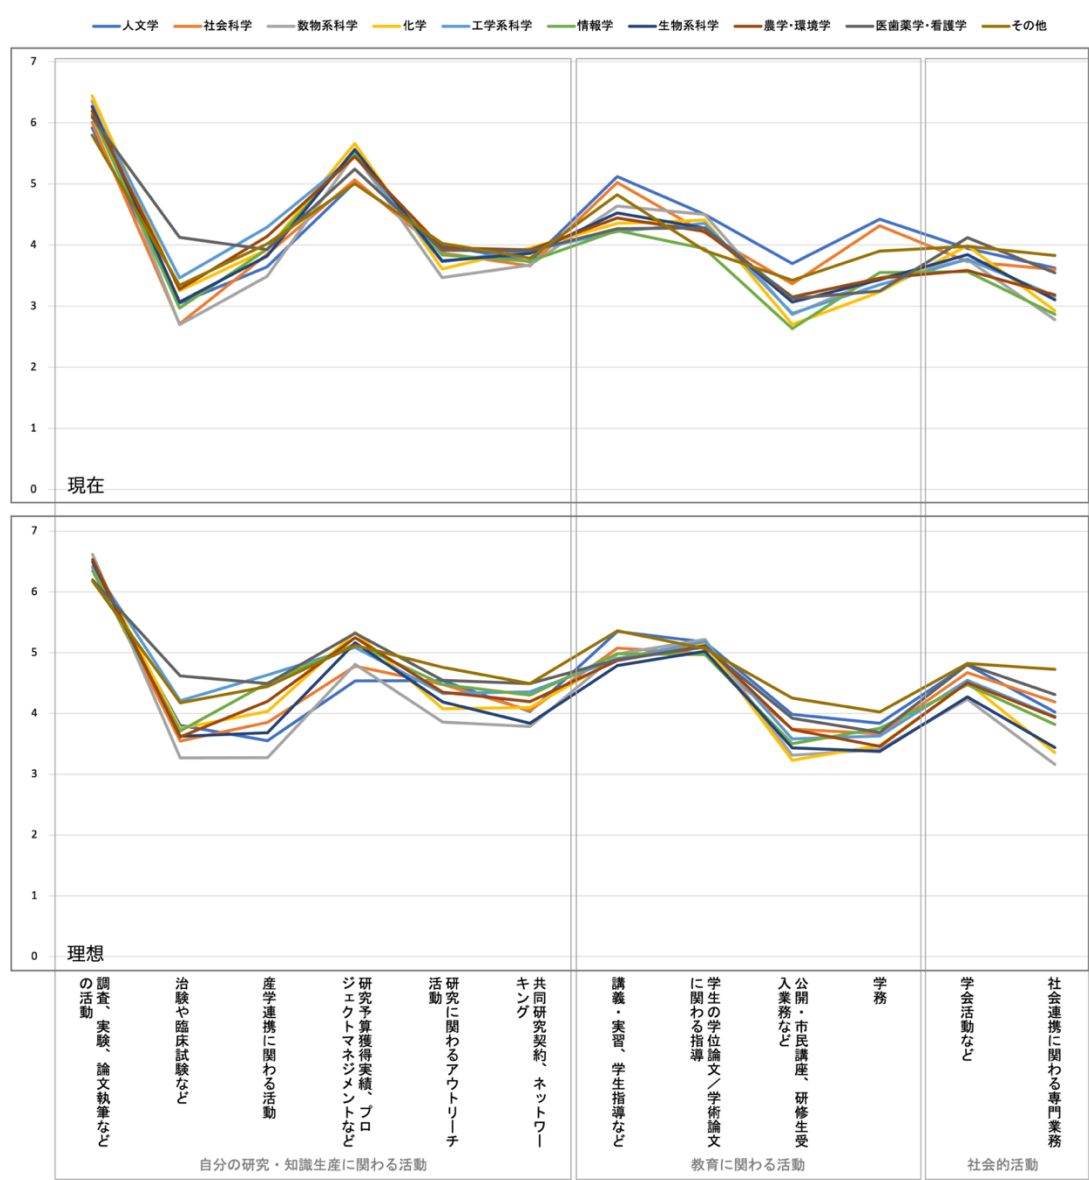 人文学 社会科学 数物系科学 化学 工学系科学 情報学 生物系科学 農学・環境学 医歯薬学・看護学 その他
7
6
5
4
3
2
1
0
現在
7
6
5
4
3
2
1
0
理想
調査、実験、論文執筆など
の活動
治験や臨床試験など
産学連携に関わる活動
研究予算獲得実績、プロ
ジェクトマネジメントなど
研究に関わるアウトリーチ
活動
共同研究契約、ネットワー
キング
講義・実習、学生指導など
学生の学位論文／学術論文
に関わる指導
公開・市民講座、研修生受
入業務など
学務
学会活動など
社会連携に関わる専門業務
自分の研究・知識生産に関わる活動
教育に関わる活動
社会的活動